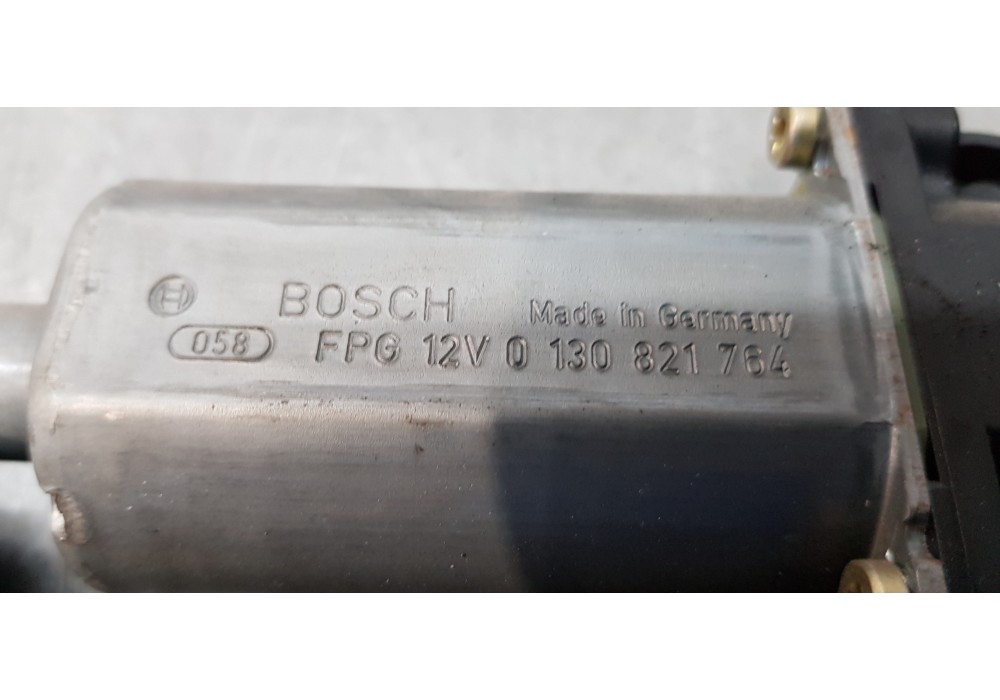 BOSCH Made in Germany
058 FPG 12V 0 130 821 764